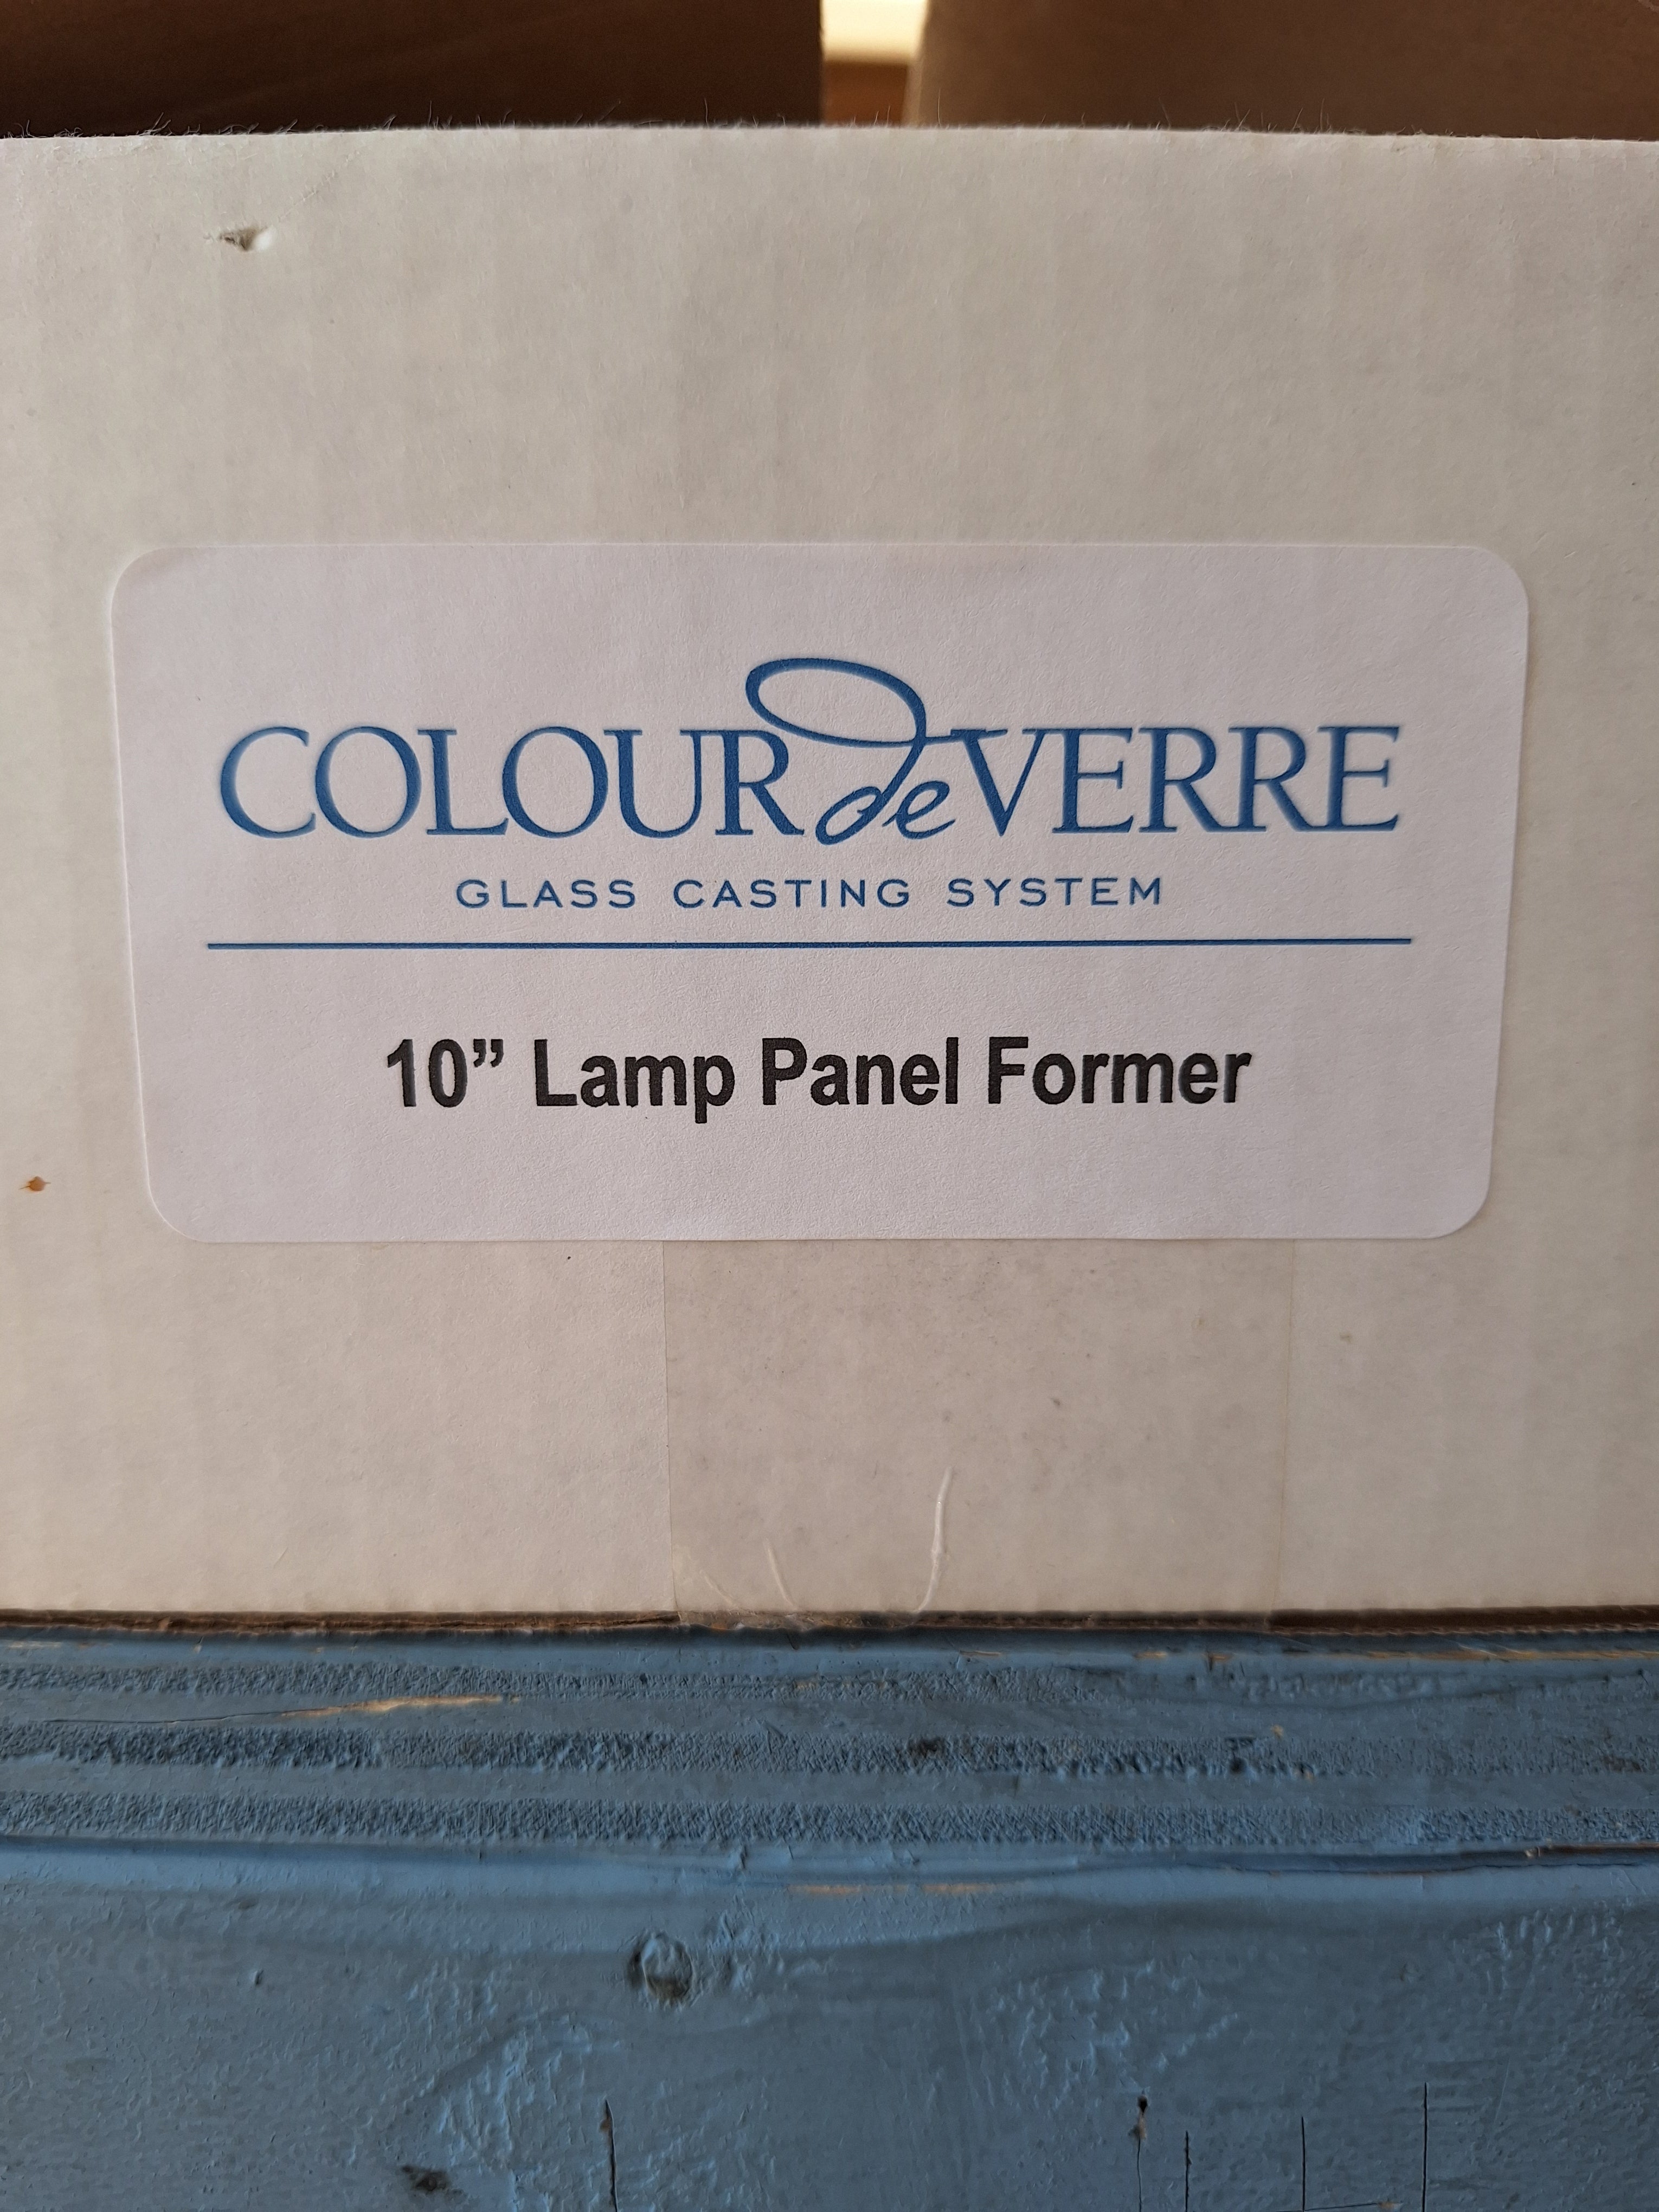 COLOUR de VERRE
GLASS CASTING SYSTEM
10” Lamp Panel Former